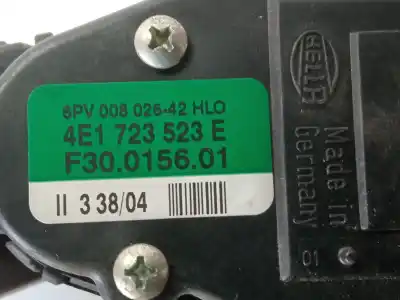 6PV 008 026-42 HLO
4E1 723 523 E
F30.0156.01
II 3 38/04
HELLA
Made in
Germany
01